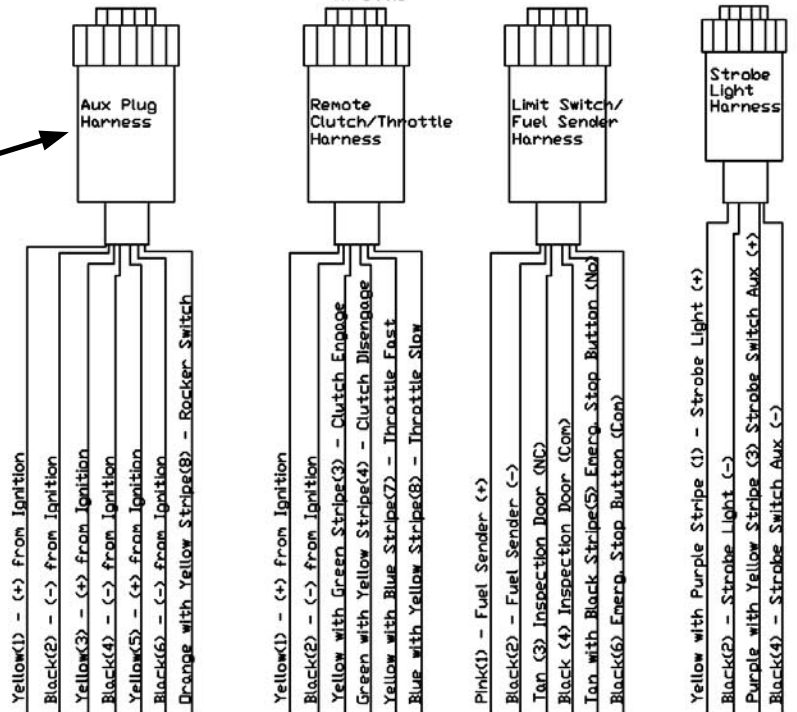 Aux Plug
Harness
Yellow(1) - (+) from Ignition
Black(2) - (-) from Ignition
Yellow(3) - (+) from Ignition
Black(4) - (-) from Ignition
Yellow(5) - (+) from Ignition
Black(6) - (-) from Ignition
Orange with Yellow Stripe(8) - Rocker Switch
Remote
Clutch/Throttle
Harness
Yellow(1) - (+) from Ignition
Black(2) - (-) from Ignition
Yellow with Green Stripe(3) - Clutch Engage
Green with Yellow Stripe(4) - Clutch Disengage
Yellow with Blue Stripe(7) - Throttle Fast
Blue with Yellow Stripe(8) - Throttle Slow
Limit Switch/
Fuel Sender
Harness
Pink(1) - Fuel Sender (+)
Black(2) - Fuel Sender (-)
Tan (3) Inspection Door (NC)
Black (4) Inspection Door (Com)
Tan with Black Stripe(5) Emerg. Stop Button (No)
Black(6) Emerg. Stop Button (Com)
Strobe
Light
Harness
Yellow with Purple Stripe (1) - Strobe Light (+)
Black(2) - Strobe Light (-)
Purple with Yellow Stripe (3) Strobe Switch Aux (+)
Black(4) - Strobe Switch Aux (-)